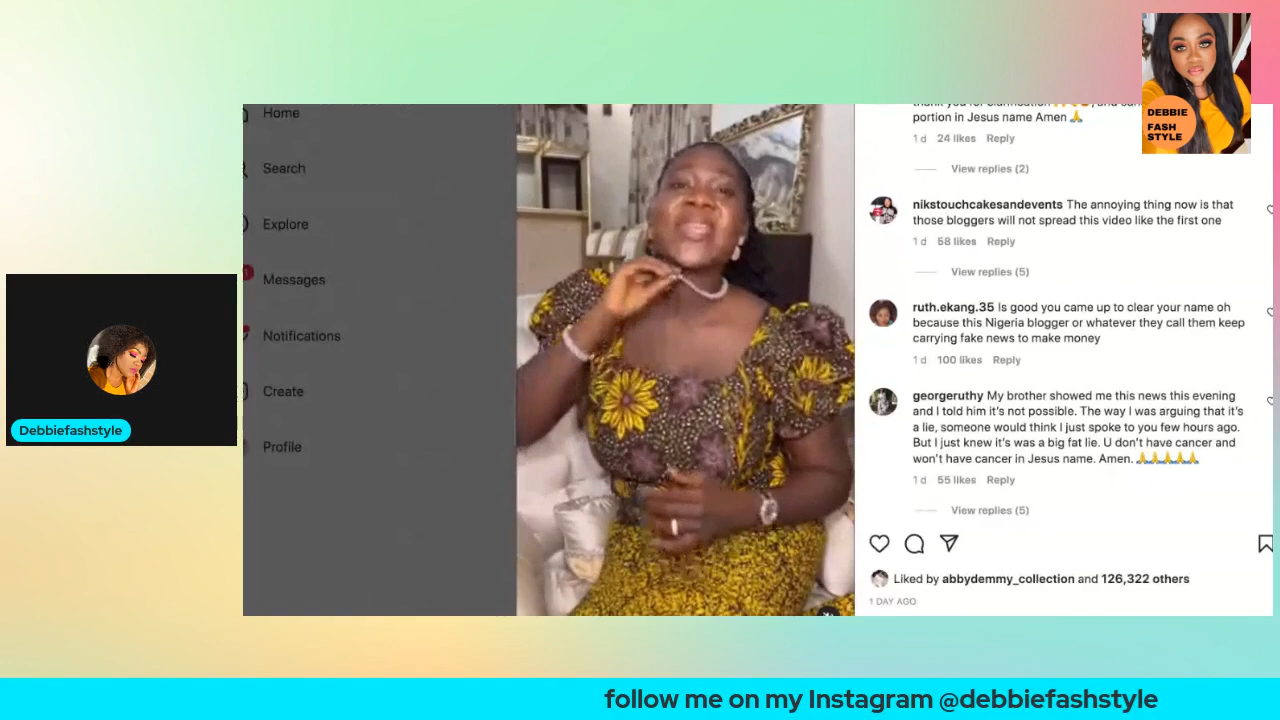 DEBBIE
FASH
STYLE
Home
Search
Explore
Messages
Notifications
Create
Profile
Debbiefashstyle
portion in Jesus name Amen 🙏
1 d 24 likes Reply
View replies (2)
nikstouchcakesandevents The annoying thing now is that
those bloggers will not spread this video like the first one
1 d 58 likes Reply
View replies (5)
ruth.ekang.35 Is good you came up to clear your name oh
because this Nigeria blogger or whatever they call them keep
carrying fake news to make money
1 d 100 likes Reply
georgeruthy My brother showed me this news this evening
and I told him it's not possible. The way I was arguing that it's
a lie, someone would think I just spoke to you few hours ago.
But I just knew it's was a big fat lie. U don't have cancer and
won't have cancer in Jesus name. Amen. 🙏🙏🙏🙏🙏
1 d 55 likes Reply
View replies (5)
Liked by abbydemmy_collection and 126,322 others
1 DAY AGO
follow me on my Instagram @debbiefashstyle